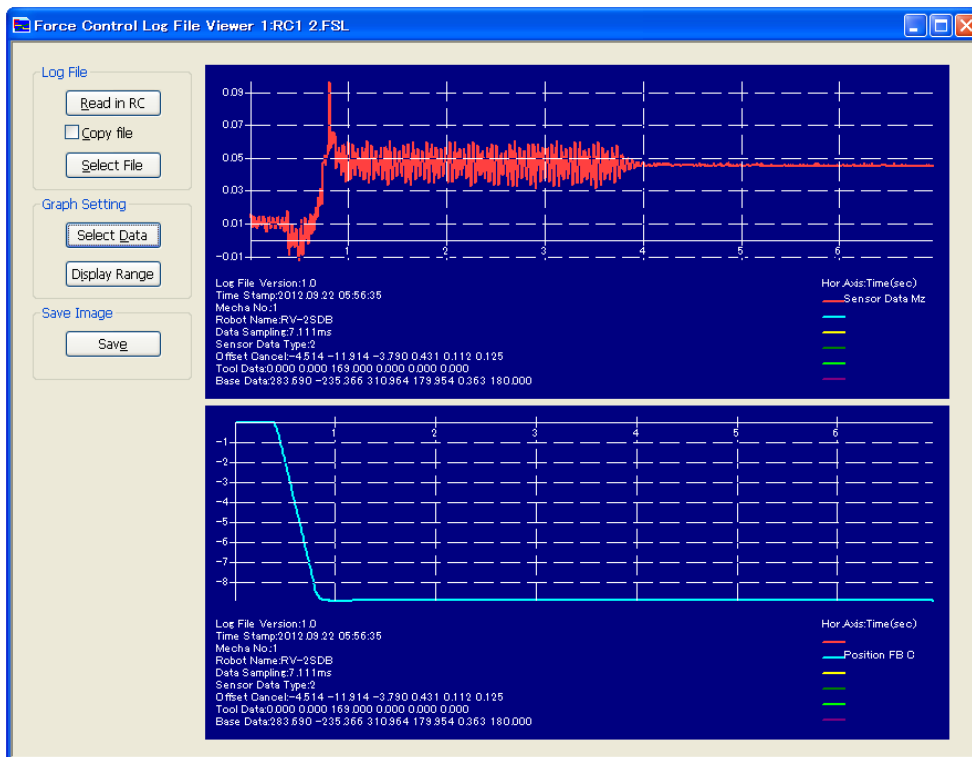 Force Control Log File Viewer 1:RC1 2.FSL
Log File
Read in RC
Copy file
Select File
Graph Setting
Select Data
Display Range
Save Image
Save
0.09
0.07
0.05
0.03
0.01
-0.01
1 2 3 4 5 6
Log File Version:1.0
Time Stamp:2012.09.22 05:56:35
Mecha No.:1
Robot Name:RV-2SDB
Data Sampling:7.111ms
Sensor Data Type:2
Offset Cancel:-4.514 -11.914 -3.790 0.431 0.112 0.125
Tool Data:0.000 0.000 169.000 0.000 0.000 0.000
Base Data:283.690 -235.366 310.964 179.954 0.363 180.000
Hor.Axis:Time(sec)
Sensor Data Mz
1 2 3 4 5 6
-1
-2
-3
-4
-5
-6
-7
-8
Log File Version:1.0
Time Stamp:2012.09.22 05:56:35
Mecha No.:1
Robot Name:RV-2SDB
Data Sampling:7.111ms
Sensor Data Type:2
Offset Cancel:-4.514 -11.914 -3.790 0.431 0.112 0.125
Tool Data:0.000 0.000 169.000 0.000 0.000 0.000
Base Data:283.690 -235.366 310.964 179.954 0.363 180.000
Hor.Axis:Time(sec)
Position FB C